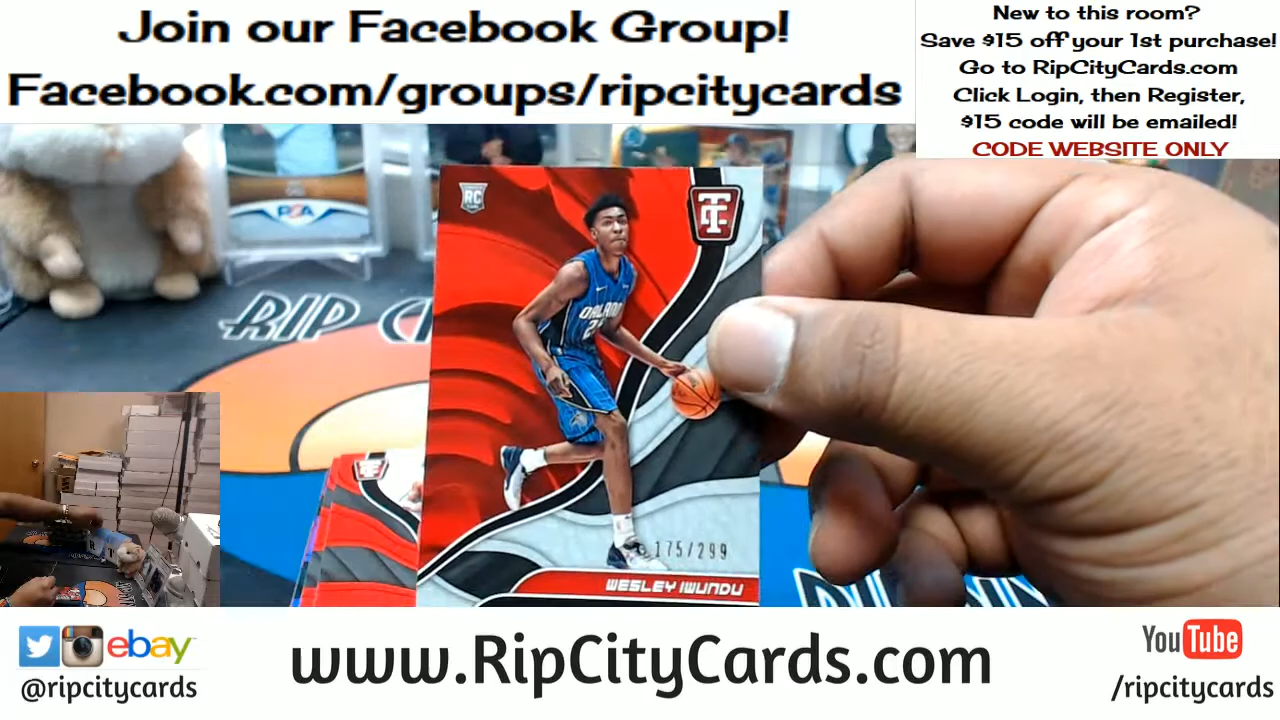 Join our Facebook Group!
Facebook.com/groups/ripcitycards
New to this room?
Save $15 off your 1st purchase!
Go to RipCityCards.com
Click Login, then Register,
$15 code will be emailed!
CODE WEBSITE ONLY
PSA
RIP
RC
TC
ORLANDO
175/299
WESLEY IWUNDU
ebay
@ripcitycards
www.RipCityCards.com
YouTube
/ripcitycards